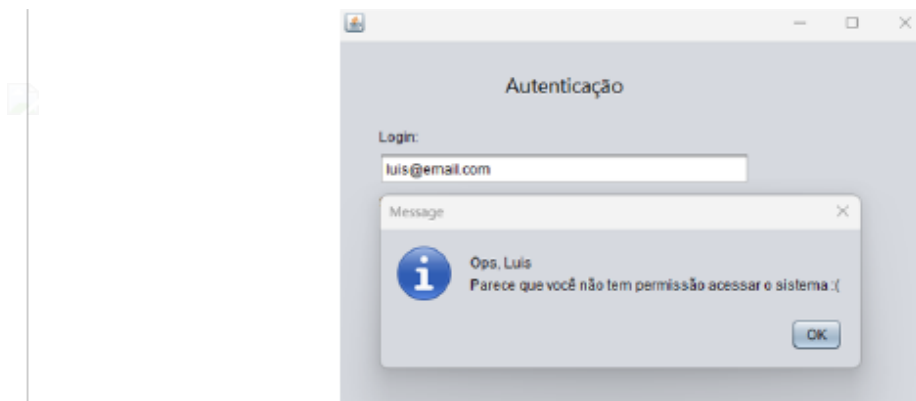 Autenticação
Login:
luis@email.com
Message
Ops, Luis
Parece que você não tem permissão acessar o sistema :(
OK